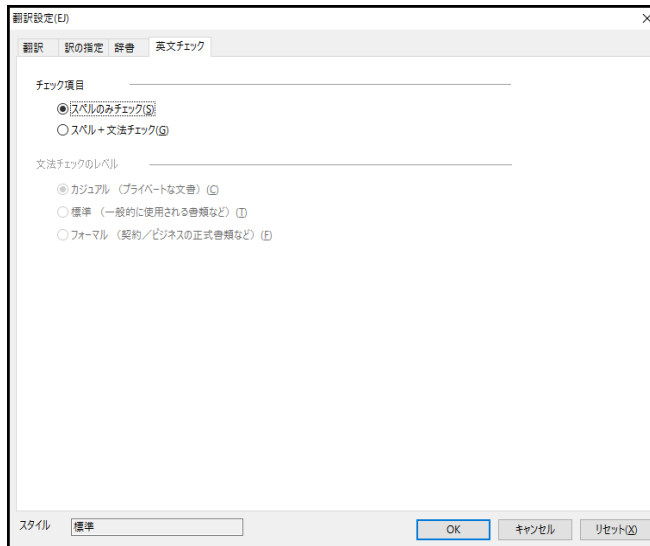 翻訳設定(EJ)
翻訳 訳の指定 辞書 英文チェック
チェック項目
スペルのみチェック(S)
スペル + 文法チェック(G)
文法チェックのレベル
カジュアル (プライベートな文書) (C)
標準 (一般的に使用される書類など) (T)
フォーマル (契約/ビジネスの正式書類など) (F)
スタイル 標準 OK キャンセル リセット(X)